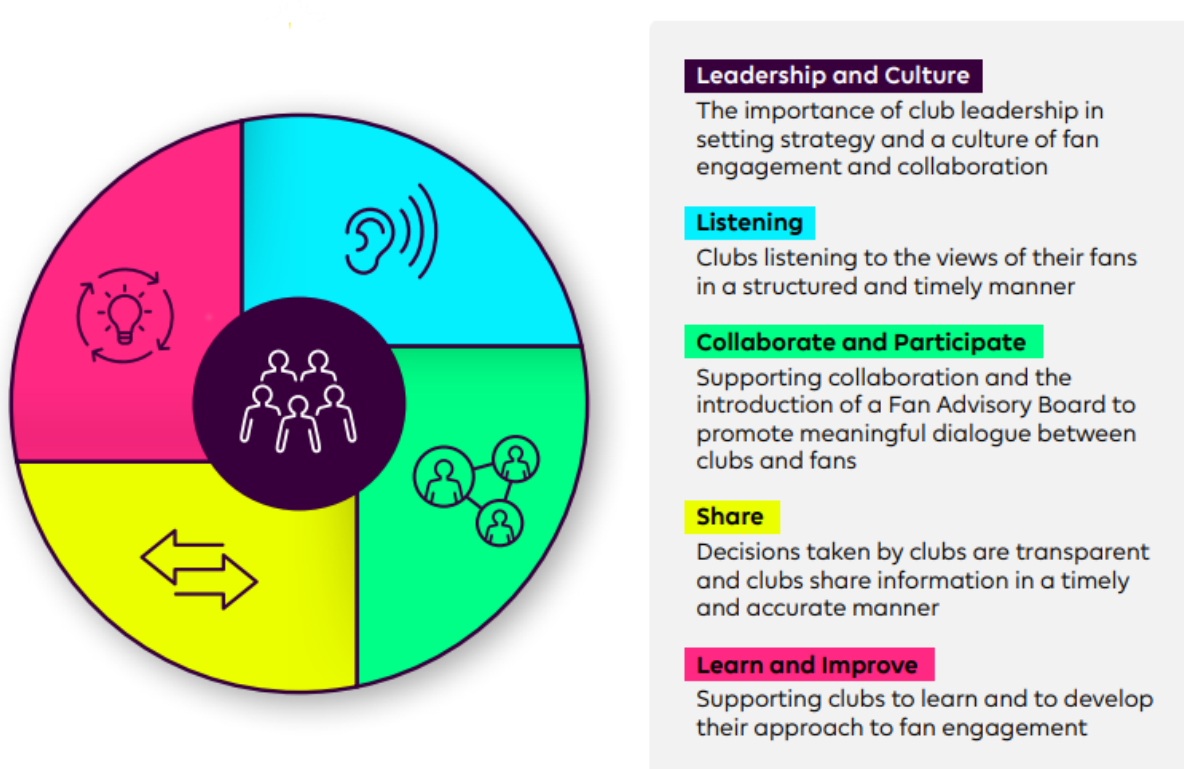 Leadership and Culture
The importance of club leadership in
setting strategy and a culture of fan
engagement and collaboration
Listening
Clubs listening to the views of their fans
in a structured and timely manner
Collaborate and Participate
Supporting collaboration and the
introduction of a Fan Advisory Board to
promote meaningful dialogue between
clubs and fans
Share
Decisions taken by clubs are transparent
and clubs share information in a timely
and accurate manner
Learn and Improve
Supporting clubs to learn and to develop
their approach to fan engagement